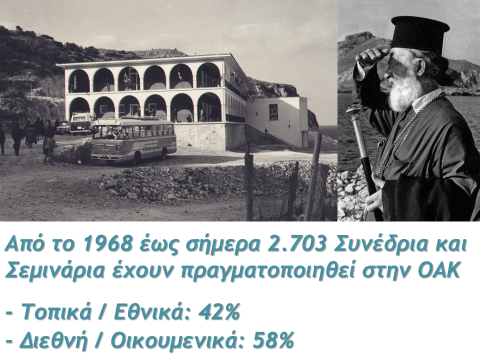 Από το 1968 έως σήμερα 2.703 Συνέδρια και
Σεμινάρια έχουν πραγματοποιηθεί στην ΟΑΚ
- Τοπικά / Εθνικά: 42%
- Διεθνή / Οικουμενικά: 58%